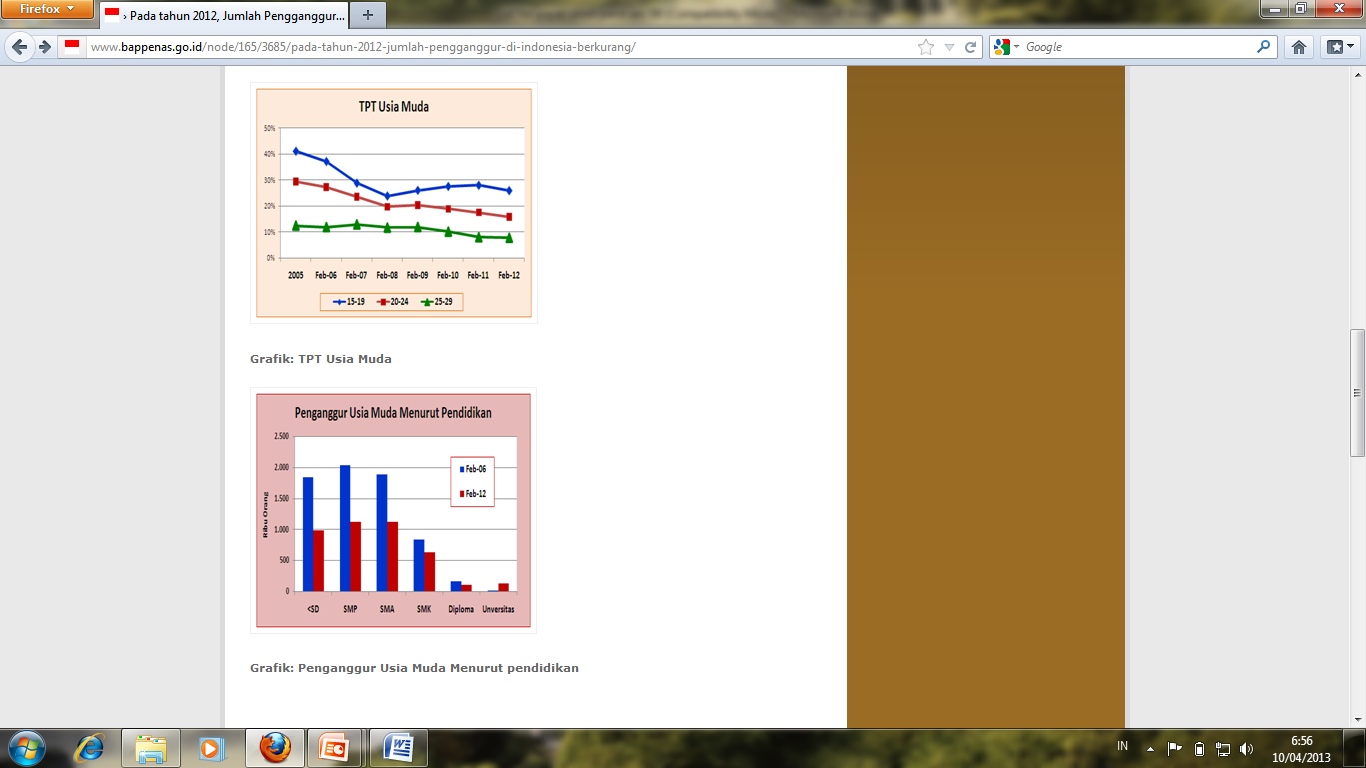 Firefox
› Pada tahun 2012, Jumlah Pengganggur...
www.bappenas.go.id/node/165/3685/pada-tahun-2012-jumlah-pengganggur-di-indonesia-berkurang/
Google
TPT Usia Muda
50%
40%
30%
20%
10%
0%
2005 Feb-06 Feb-07 Feb-08 Feb-09 Feb-10 Feb-11 Feb-12
15-19 20-24 25-29
Grafik: TPT Usia Muda
Penganggur Usia Muda Menurut Pendidikan
2.500
2.000
1.500
1.000
500
0
Ribu Orang
Feb-06
Feb-12
<SD SMP SMA SMK Diploma Unversitas
Grafik: Penganggur Usia Muda Menurut pendidikan
IN
6:56
10/04/2013